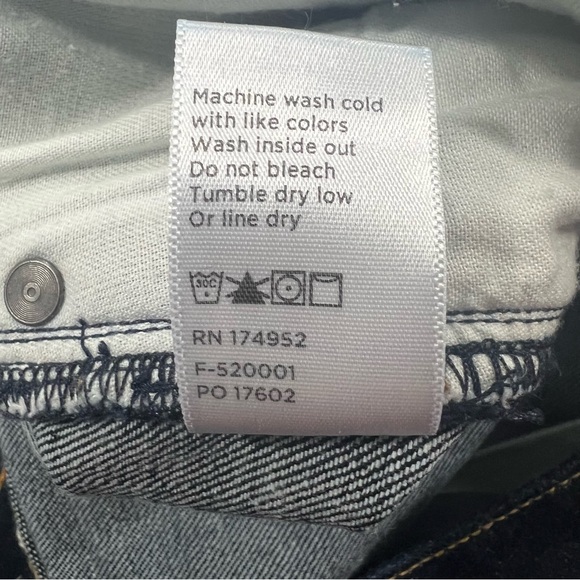 Machine wash cold
with like colors
Wash inside out
Do not bleach
Tumble dry low
Or line dry
30C
RN 174952
F-520001
PO 17602